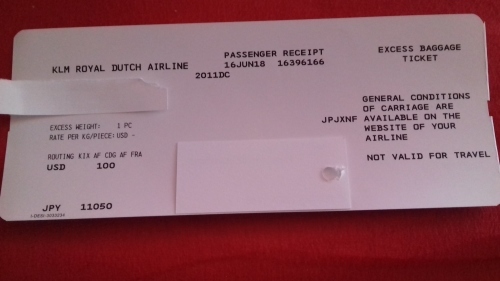 PASSENGER RECEIPT
EXCESS BAGGAGE
TICKET
KLM ROYAL DUTCH AIRLINE
16JUN18 16396166
2011DC
GENERAL CONDITIONS
OF CARRIAGE ARE
JPJXNF AVAILABLE ON THE
WEBSITE OF YOUR
AIRLINE
EXCESS WEIGHT: 1 PC
RATE PER KG/PIECE: USD -
NOT VALID FOR TRAVEL
ROUTING KIX AF CDG AF FRA
USD 100
JPY 11050